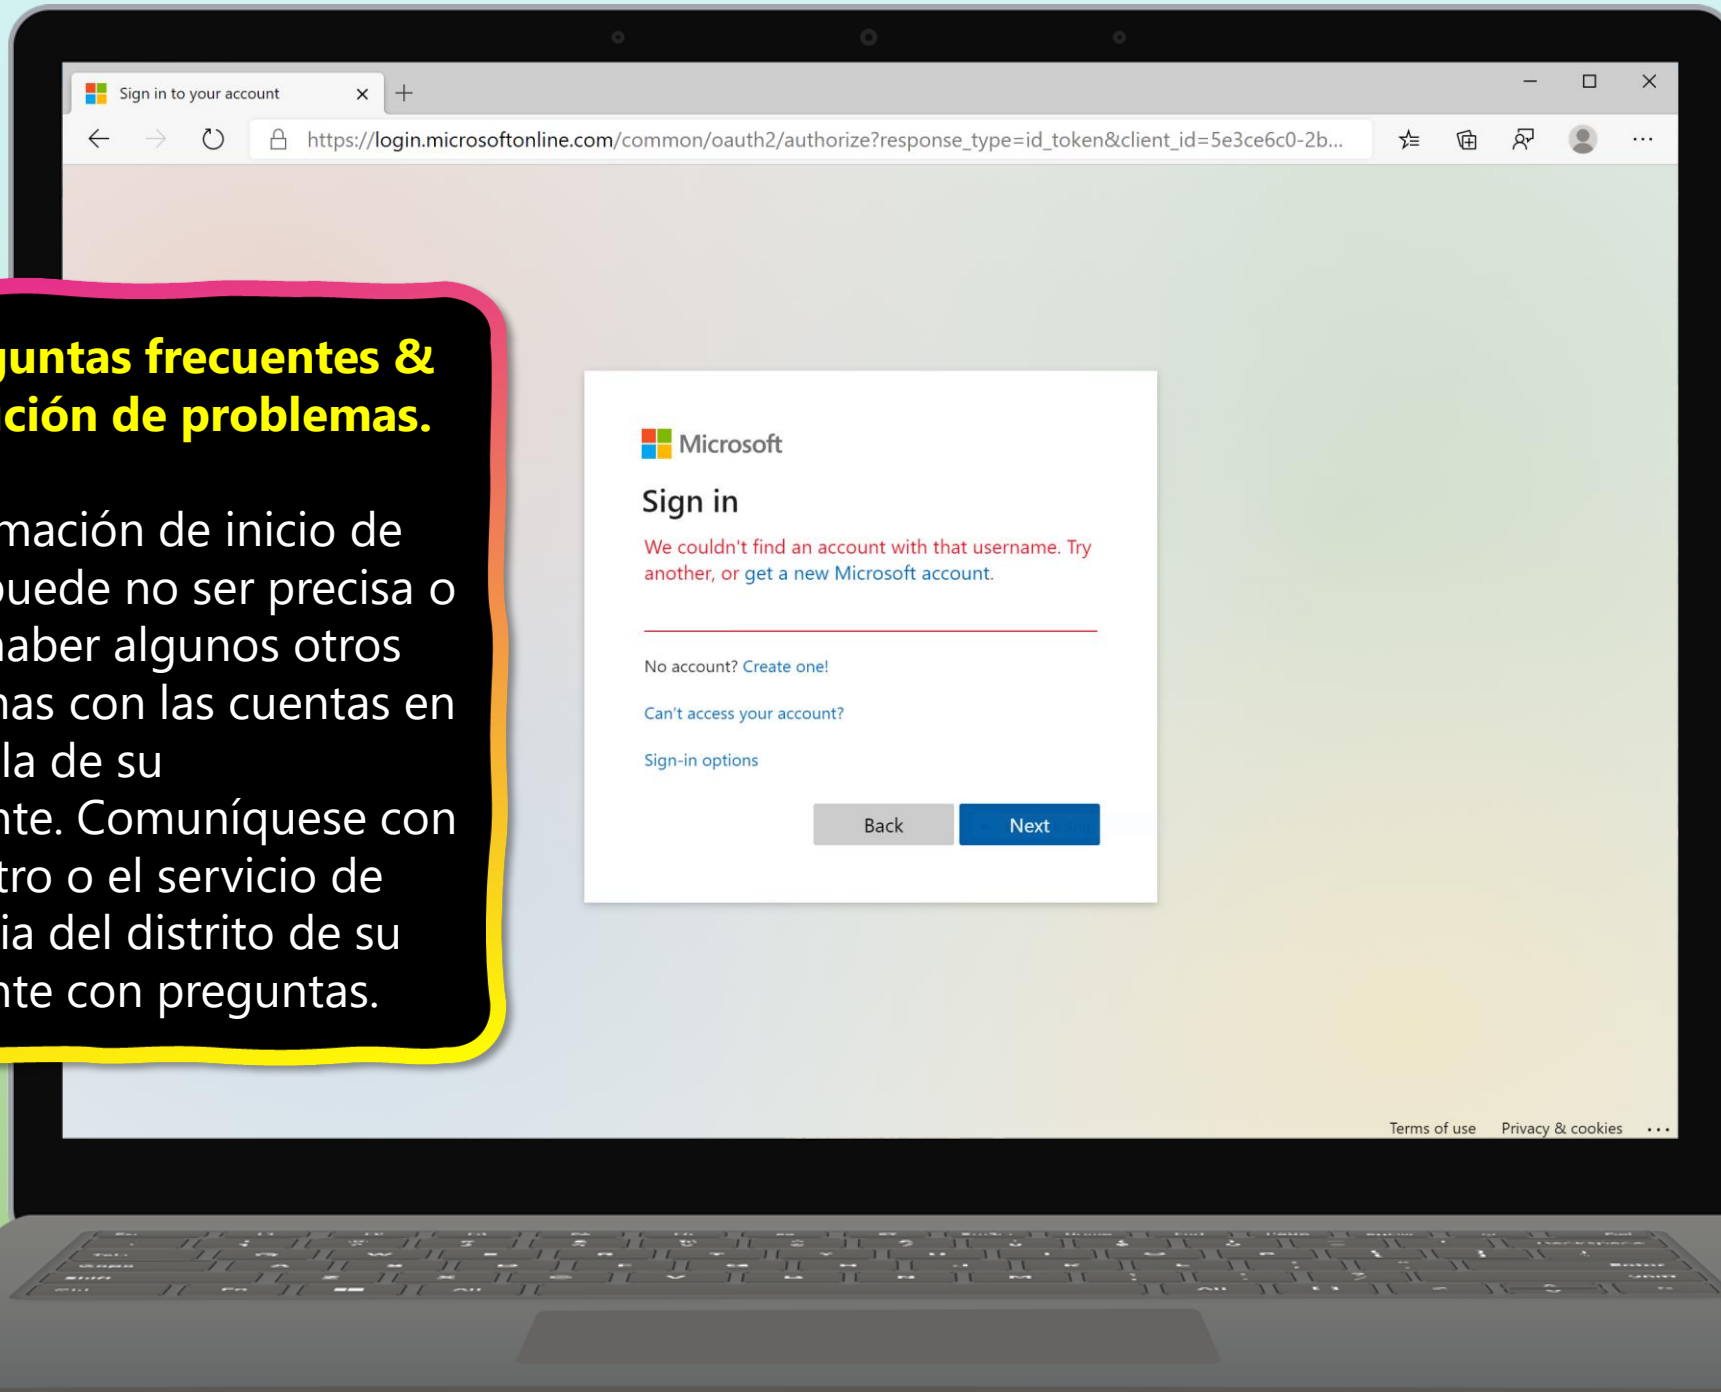 Sign in to your account
https://login.microsoftonline.com/common/oauth2/authorize?response_type=id_token&client_id=5e3ce6c0-2b...
guntas frecuentes &
ción de problemas.
mación de inicio de
puede no ser precisa o
haber algunos otros
mas con las cuentas en
la de su
nte. Comuníquese con
tro o el servicio de
ia del distrito de su
nte con preguntas.
Microsoft
Sign in
We couldn't find an account with that username. Try
another, or get a new Microsoft account.
No account? Create one!
Can't access your account?
Sign-in options
Back Next
Terms of use Privacy & cookies ...